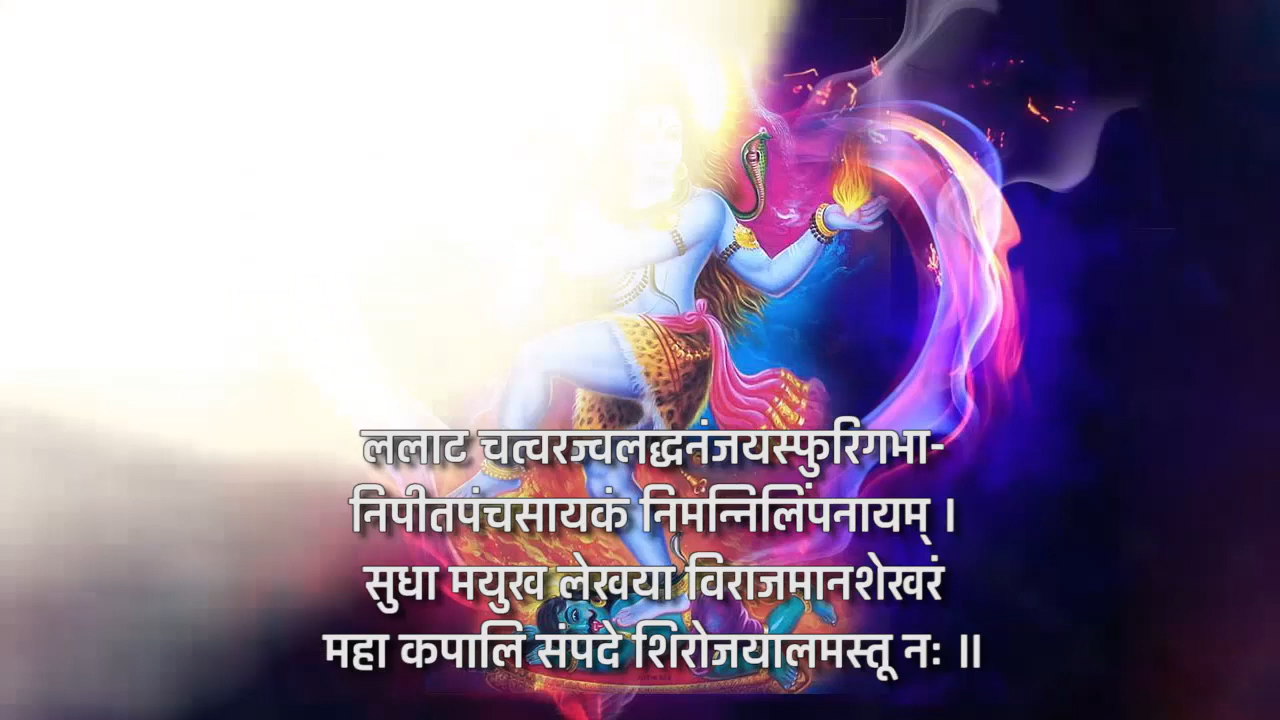 ललाट चत्वरज्वलद्धनंजयस्फुरिगभा-
निपीतपंचसायकं निमंन्निलिंपनायम् ।
सुधा मयुख लेखया विराजमानशेखरं
महा कपालि संपदे शिरोजयालमस्तू नः ॥